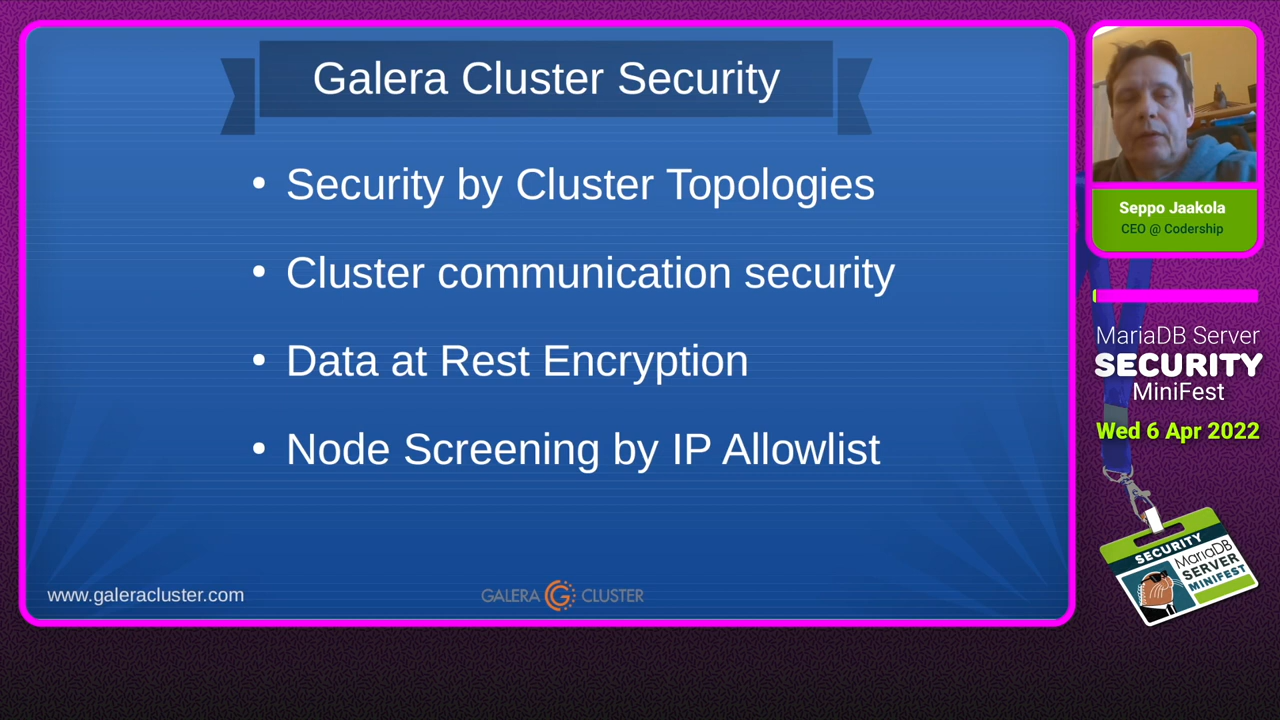 Galera Cluster Security
• Security by Cluster Topologies
• Cluster communication security
• Data at Rest Encryption
• Node Screening by IP Allowlist
www.galeracluster.com
GALERA CLUSTER
Seppo Jaakola
CEO @ Codership
MariaDB Server
SECURITY
MiniFest
Wed 6 Apr 2022
SECURITY
MariaDB
SERVER
MINIFEST